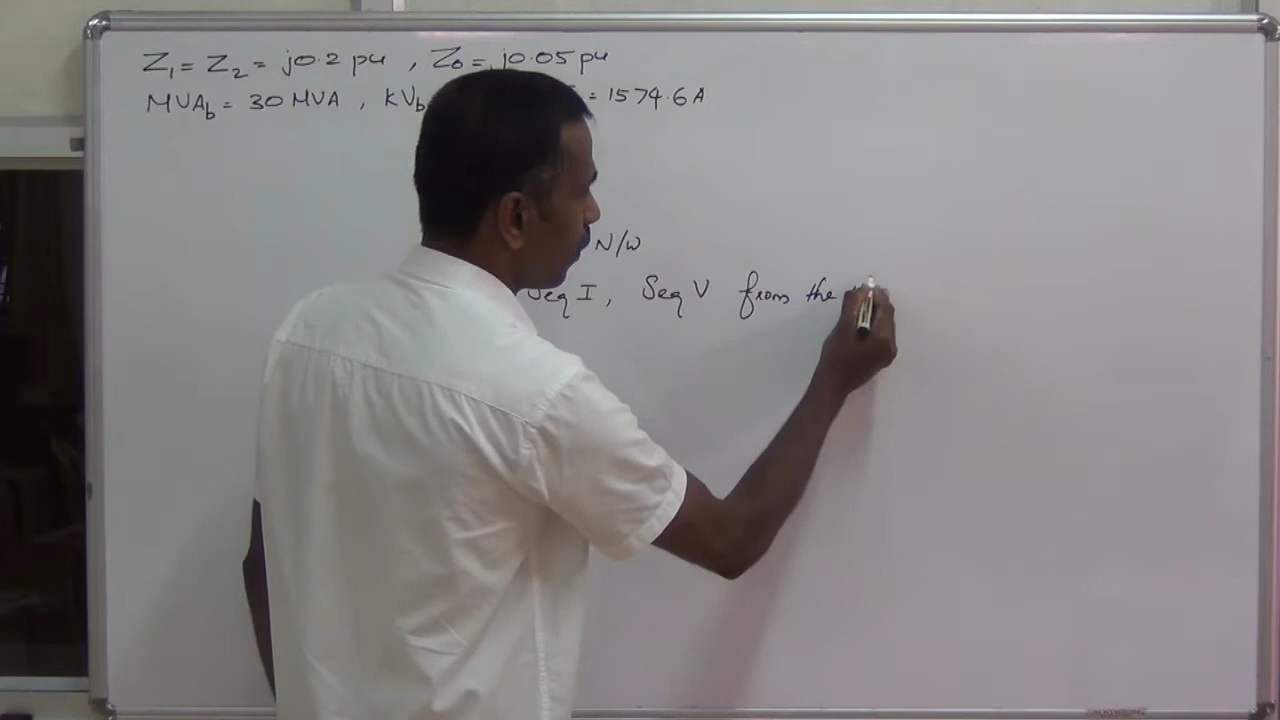 Z₁ = Z₂ = j0.2 pu , Z₀ = j0.05 pu
MVA_b = 30 MVA , KV_b = 1574.6 A
N/W
Seq I , Seq V from the